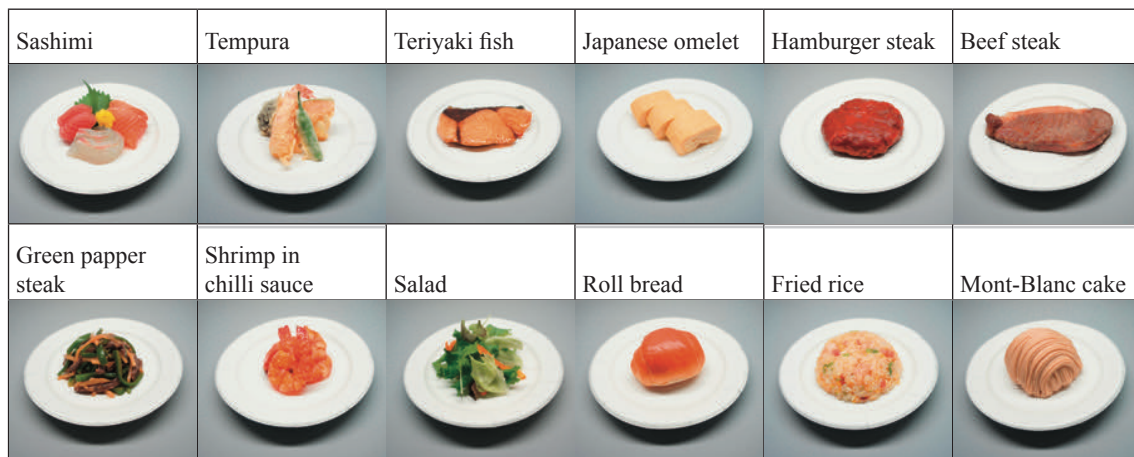 Sashimi
Tempura
Teriyaki fish
Japanese omelet
Hamburger steak
Beef steak
Green papper
steak
Shrimp in
chilli sauce
Salad
Roll bread
Fried rice
Mont-Blanc cake